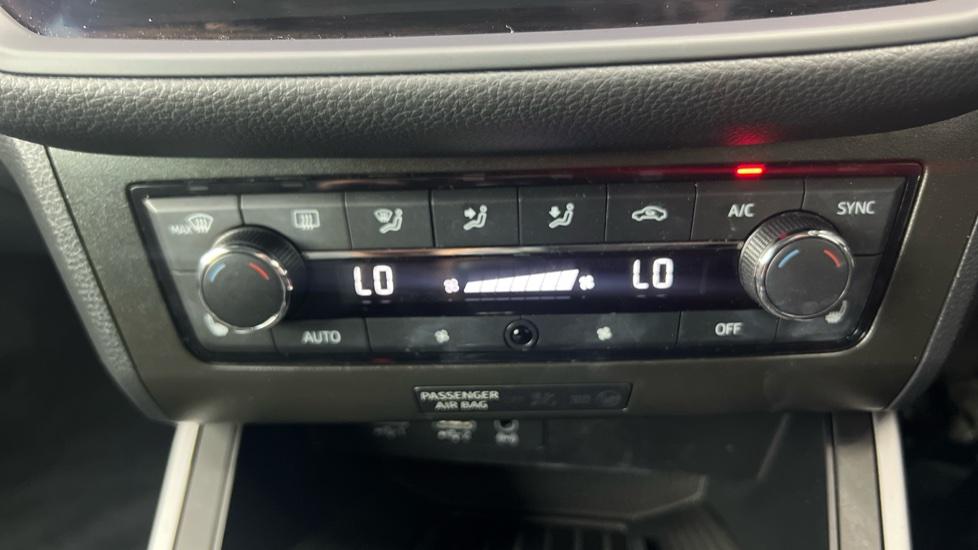 MAX
A/C
SYNC
LO
LO
AUTO
OFF
PASSENGER
AIR BAG